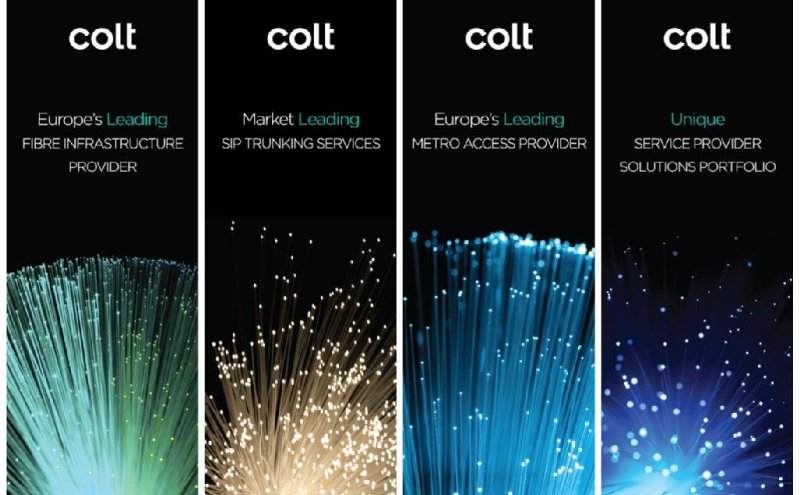 colt
Europe's Leading
FIBRE INFRASTRUCTURE
PROVIDER
colt
Market Leading
SIP TRUNKING SERVICES
colt
Europe's Leading
METRO ACCESS PROVIDER
colt
Unique
SERVICE PROVIDER
SOLUTIONS PORTFOLIO